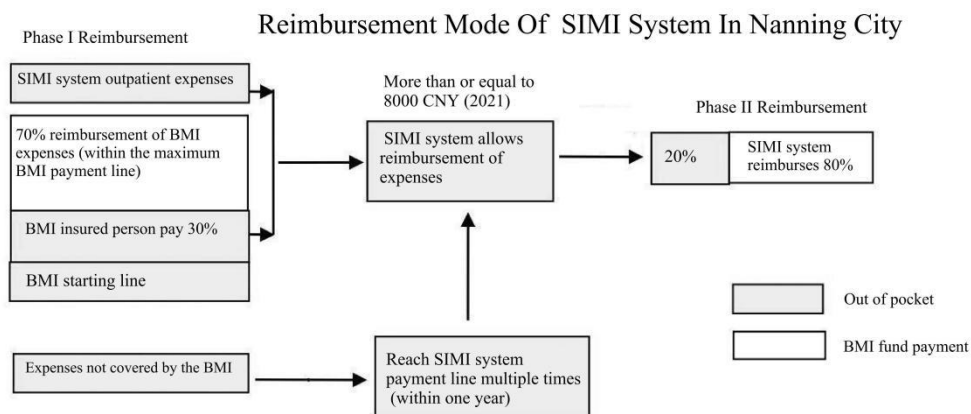 Reimbursement Mode Of SIMI System In Nanning City
Phase I Reimbursement
SIMI system outpatient expenses
70% reimbursement of BMI
expenses (within the maximum
BMI payment line)
BMI insured person pay 30%
BMI starting line
Expenses not covered by the BMI
More than or equal to
8000 CNY (2021)
SIMI system allows
reimbursement of
expenses
Reach SIMI system
payment line multiple times
(within one year)
Phase II Reimbursement
20%
SIMI system
reimburses 80%
Out of pocket
BMI fund payment